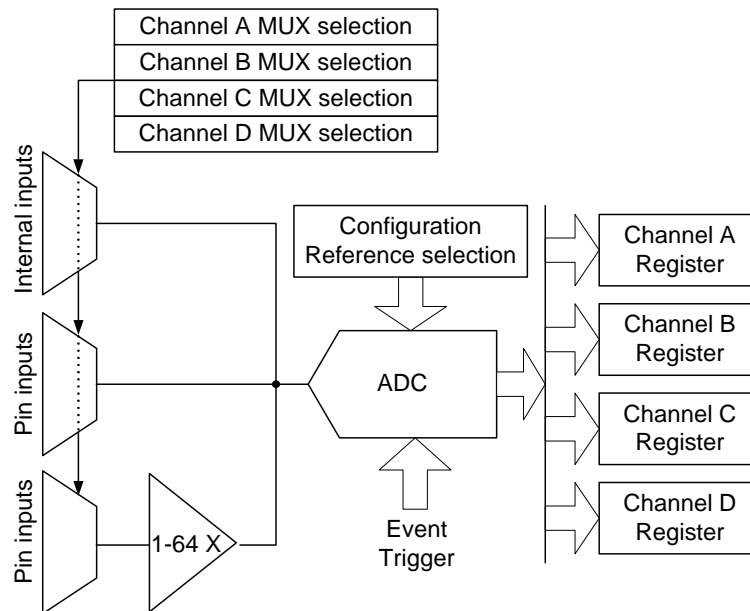 Channel A MUX selection
Channel B MUX selection
Channel C MUX selection
Channel D MUX selection
Internal inputs
Pin inputs
Pin inputs
1-64 X
Configuration
Reference selection
ADC
Event
Trigger
Channel A
Register
Channel B
Register
Channel C
Register
Channel D
Register